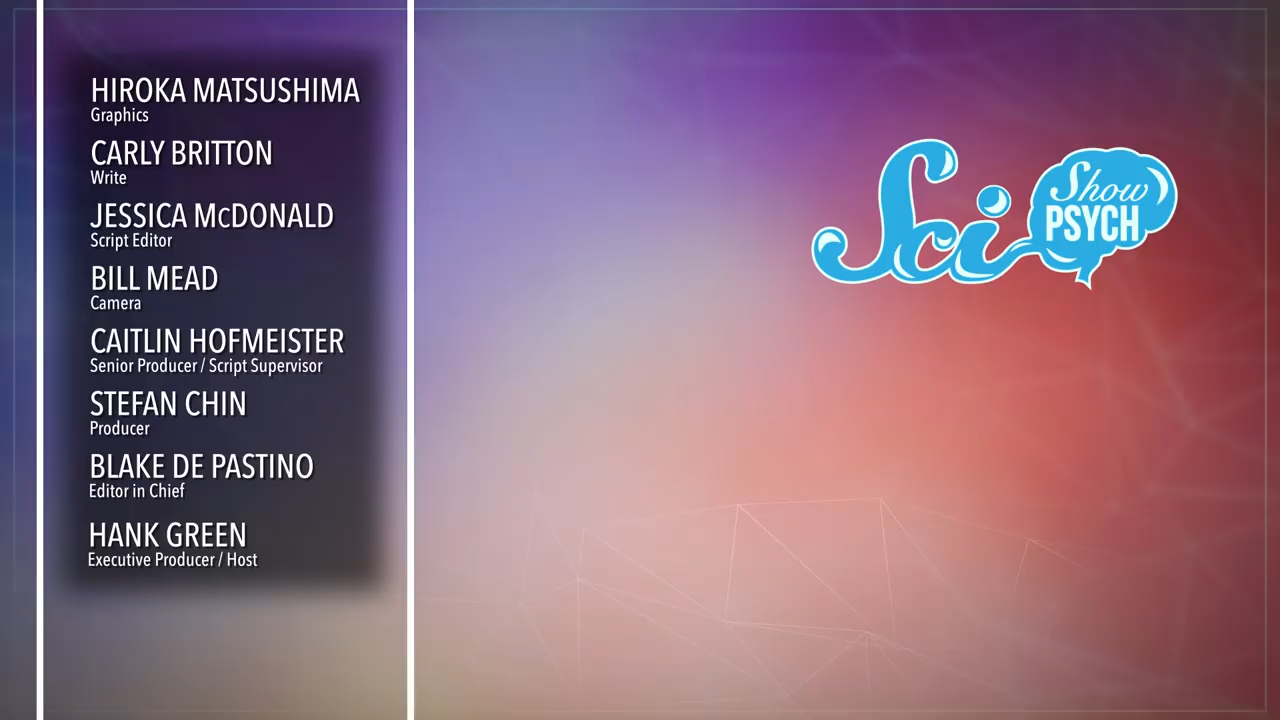 HIROKA MATSUSHIMA
Graphics
CARLY BRITTON
Write
JESSICA McDONALD
Script Editor
BILL MEAD
Camera
CAITLIN HOFMEISTER
Senior Producer / Script Supervisor
STEFAN CHIN
Producer
BLAKE DE PASTINO
Editor in Chief
HANK GREEN
Executive Producer / Host
Sci Show
PSYCH